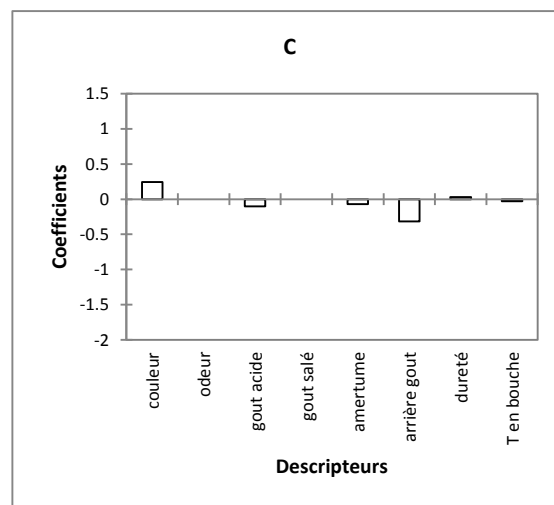 C
1.5
1
0.5
0
-0.5
-1
-1.5
-2
Coefficients
couleur
odeur
gout acide
gout salé
amertume
arrière gout
dureté
T en bouche
Descripteurs